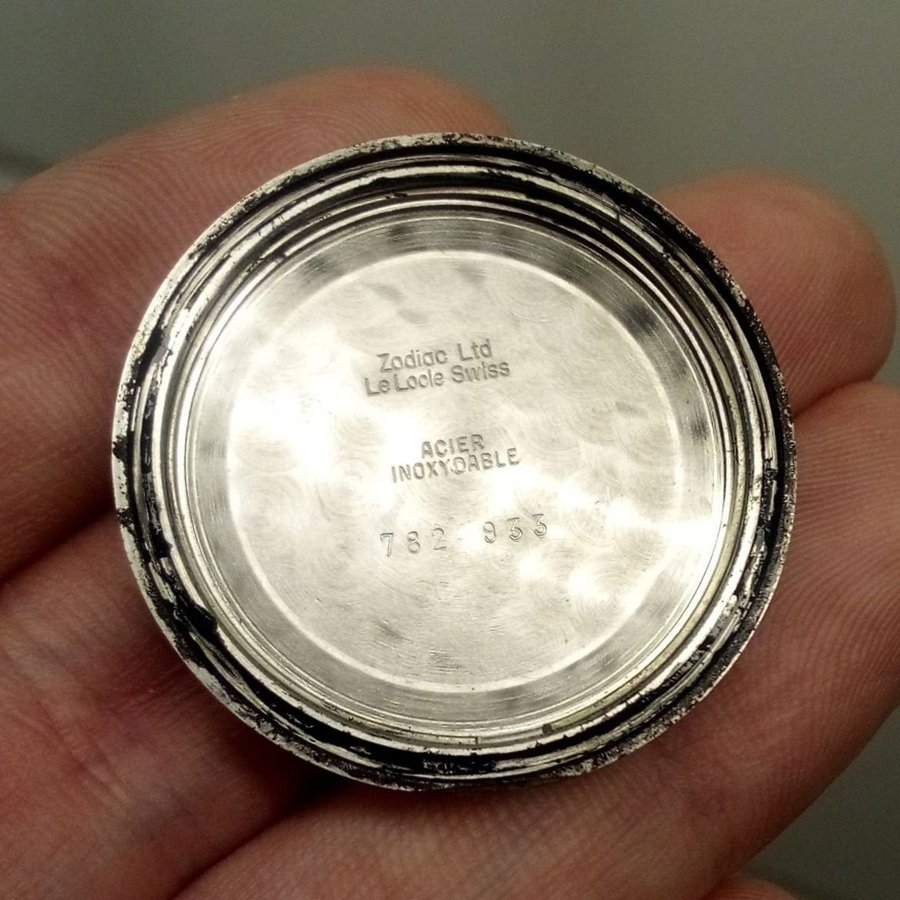 Zodiac Ltd
Le Locle Swiss
ACIER
INOXYDABLE
782 933